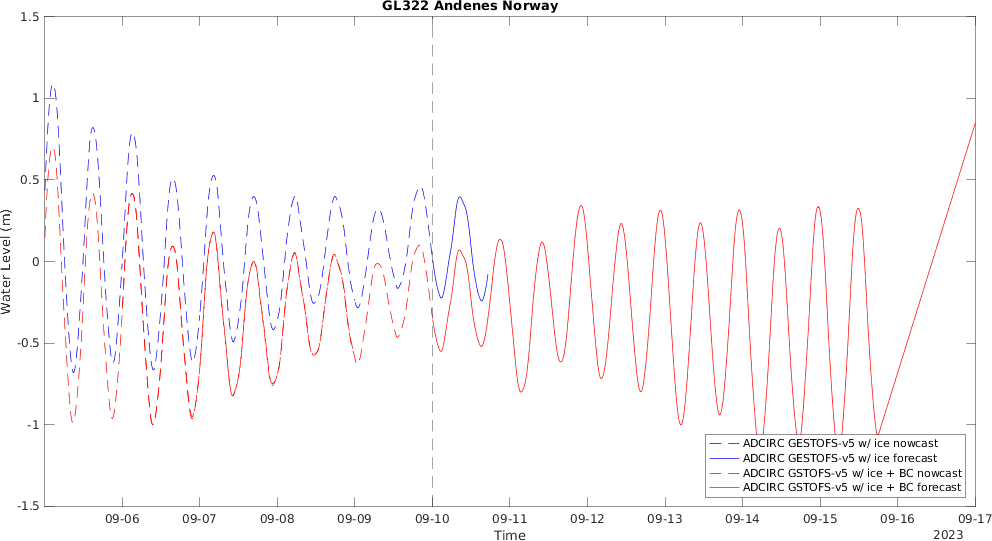 GL322 Andenes Norway
1.5
1
0.5
0
-0.5
-1
-1.5
Water Level (m)
09-06 09-07 09-08 09-09 09-10 09-11 09-12 09-13 09-14 09-15 09-16 09-17
Time
2023
ADCIRC GESTOFS-v5 w/ ice nowcast
ADCIRC GESTOFS-v5 w/ ice forecast
ADCIRC GSTOFS-v5 w/ ice + BC nowcast
ADCIRC GSTOFS-v5 w/ ice + BC forecast